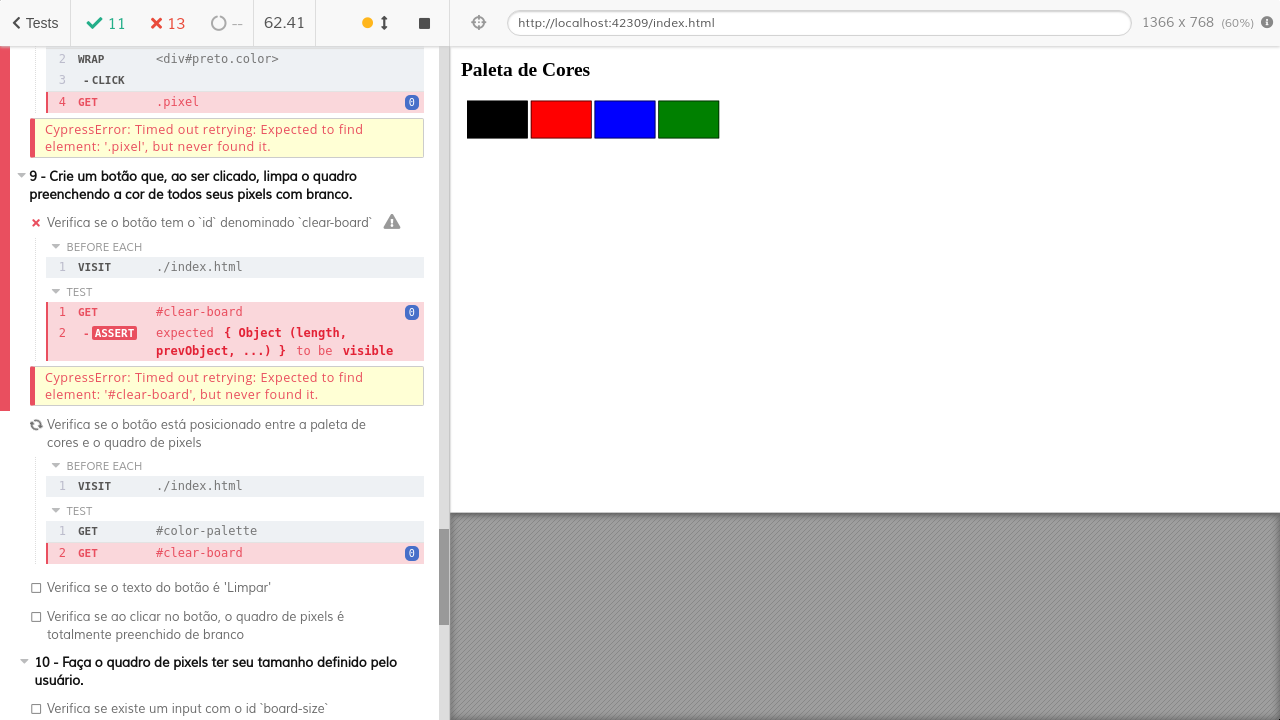 Tests 11 13 -- 62.41
http://localhost:42309/index.html 1366 x 768 (60%)
2 WRAP <div#preto.color>
3 -CLICK
4 GET .pixel 0
CypressError: Timed out retrying: Expected to find
element: '.pixel', but never found it.
9 - Crie um botão que, ao ser clicado, limpa o quadro
preenchendo a cor de todos seus pixels com branco.
Verifica se o botão tem o `id` denominado `clear-board`
BEFORE EACH
1 VISIT ./index.html
TEST
1 GET #clear-board 0
2 -ASSERT expected { Object (length,
prevObject, ...) } to be visible
CypressError: Timed out retrying: Expected to find
element: '#clear-board', but never found it.
Verifica se o botão está posicionado entre a paleta de
cores e o quadro de pixels
BEFORE EACH
1 VISIT ./index.html
TEST
1 GET #color-palette
2 GET #clear-board 0
Verifica se o texto do botão é 'Limpar'
Verifica se ao clicar no botão, o quadro de pixels é
totalmente preenchido de branco
10 - Faça o quadro de pixels ter seu tamanho definido pelo
usuário.
Verifica se existe um input com o id `board-size`
Paleta de Cores